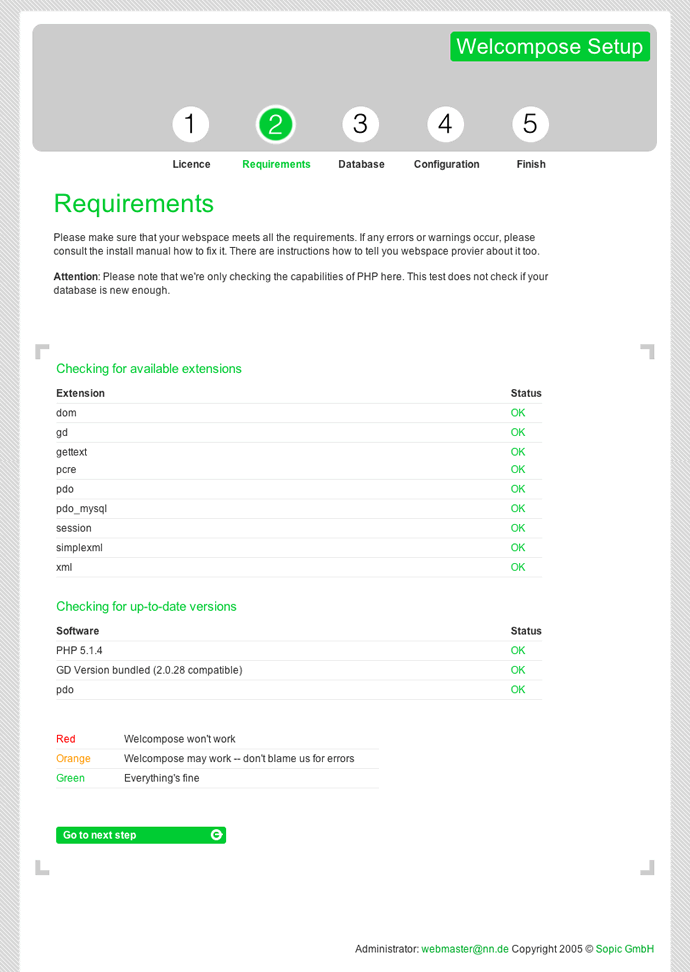 Welcompose Setup
1 2 3 4 5
Licence Requirements Database Configuration Finish
Requirements
Please make sure that your webspace meets all the requirements. If any errors or warnings occur, please
consult the install manual how to fix it. There are instructions how to tell you webspace provier about it too.
Attention: Please note that we're only checking the capabilities of PHP here. This test does not check if your
database is new enough.
Checking for available extensions
Extension Status
dom OK
gd OK
gettext OK
pcre OK
pdo OK
pdo_mysql OK
session OK
simplexml OK
xml OK
Checking for up-to-date versions
Software Status
PHP 5.1.4 OK
GD Version bundled (2.0.28 compatible) OK
pdo OK
Red Welcompose won't work
Orange Welcompose may work -- don't blame us for errors
Green Everything's fine
Go to next step
Administrator: webmaster@nn.de Copyright 2005 © Sopic GmbH